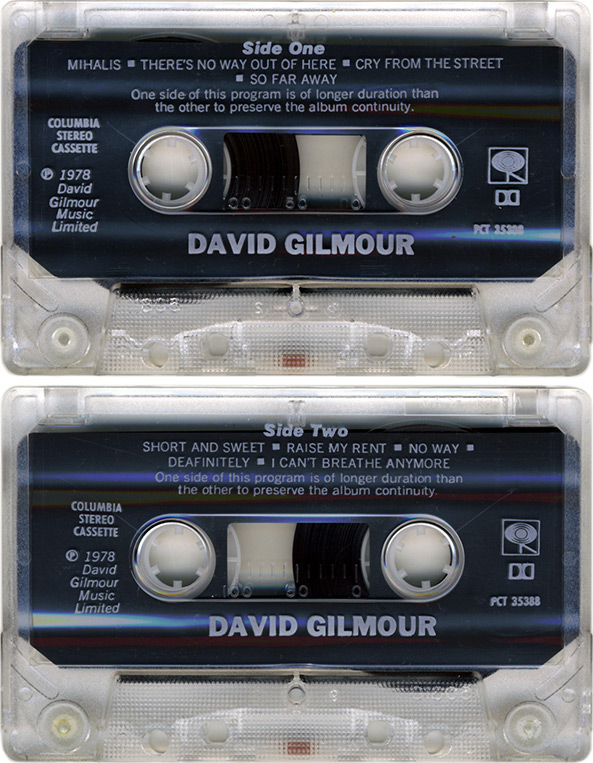 Side One
MIHALIS ■ THERE'S NO WAY OUT OF HERE ■ CRY FROM THE STREET
■ SO FAR AWAY
One side of this program is of longer duration than
the other to preserve the album continuity.
COLUMBIA
STEREO
CASSETTE
℗ 1978
David
Gilmour
Music
Limited
DAVID GILMOUR
PCT 35388
Side Two
SHORT AND SWEET ■ RAISE MY RENT ■ NO WAY ■
DEAFINITELY ■ I CAN'T BREATHE ANYMORE
One side of this program is of longer duration than
the other to preserve the album continuity.
COLUMBIA
STEREO
CASSETTE
℗ 1978
David
Gilmour
Music
Limited
PCT 35388
DAVID GILMOUR